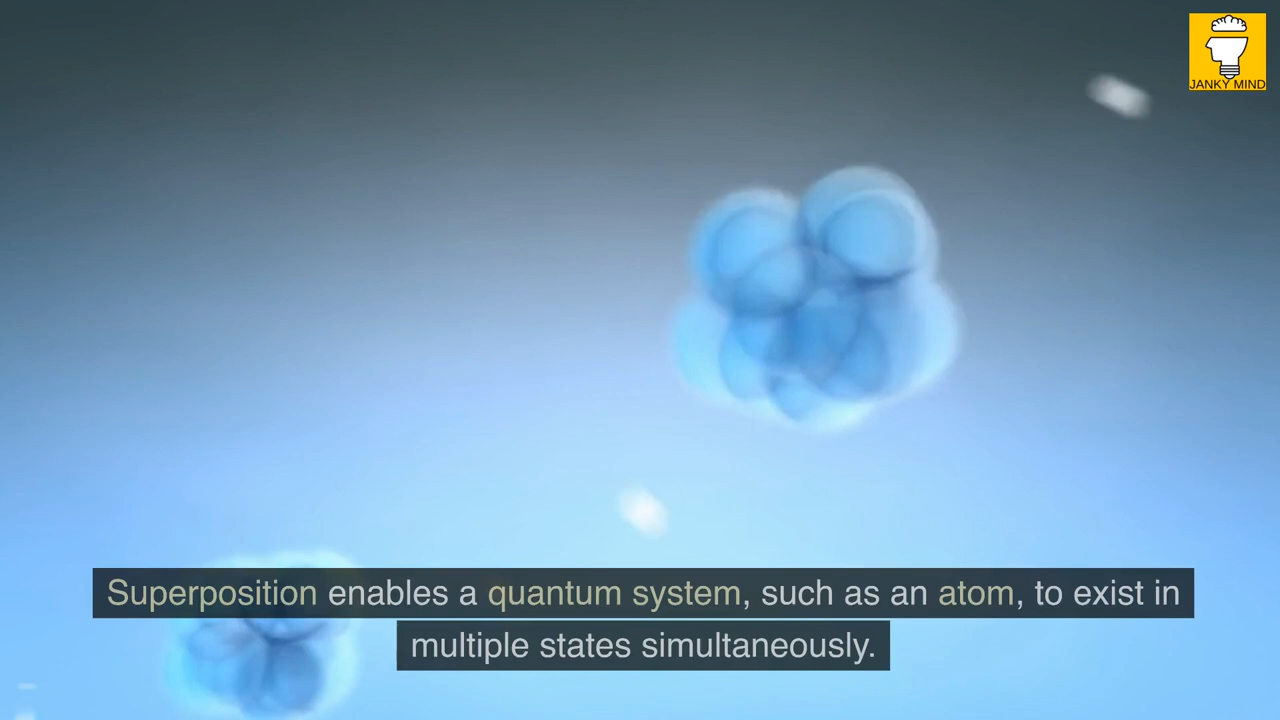 JANKY MIND
Superposition enables a quantum system, such as an atom, to exist in
multiple states simultaneously.